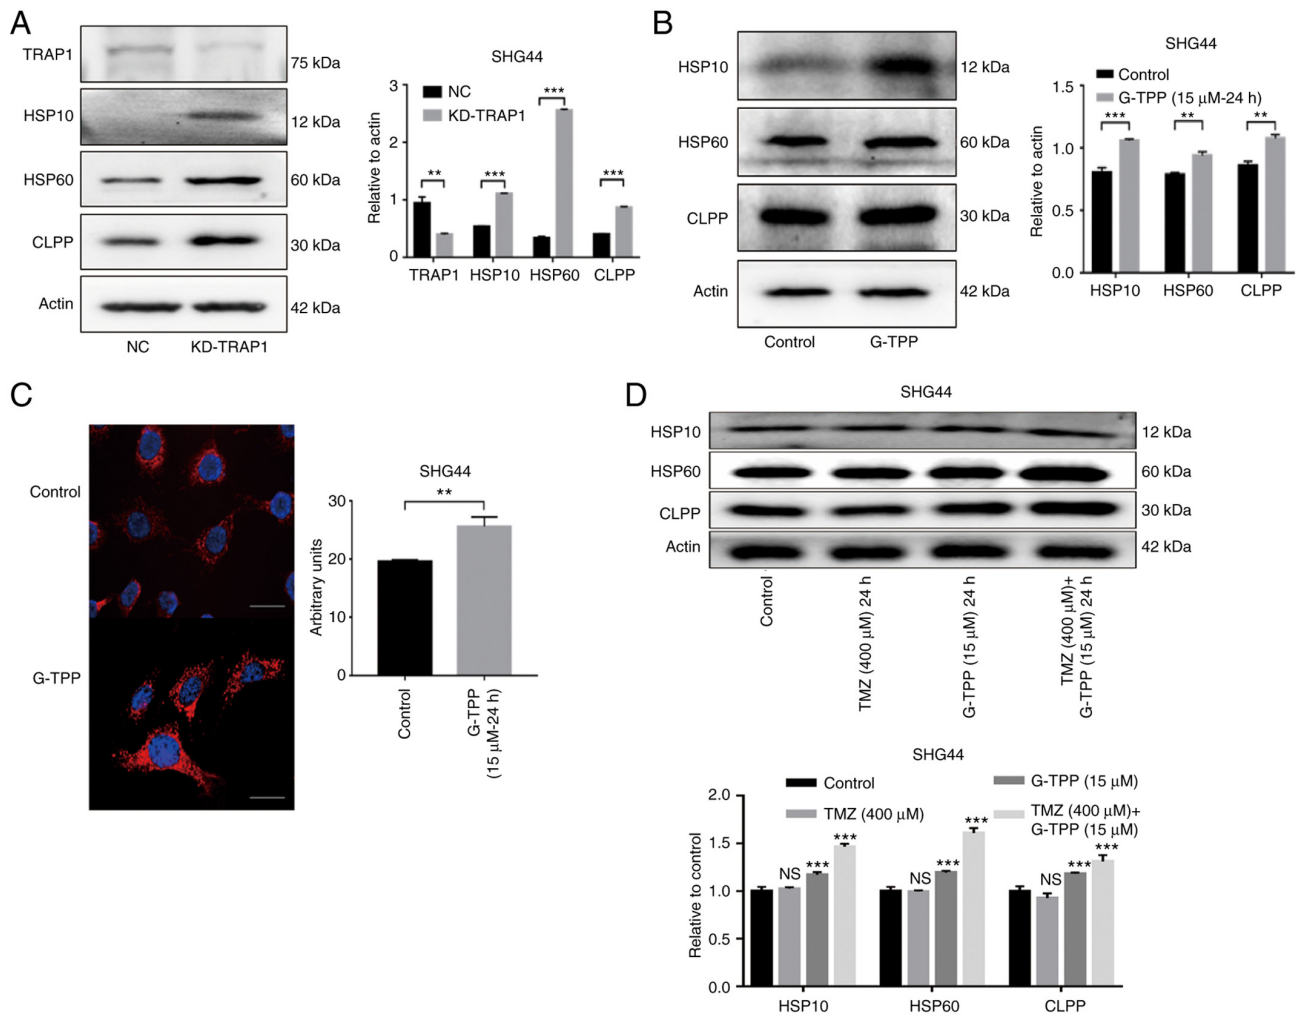 A
TRAP1
75 kDa
HSP10
12 kDa
HSP60
60 kDa
CLPP
30 kDa
Actin
42 kDa
NC
KD-TRAP1
SHG44
Relative to actin
3
2
1
0
NC
KD-TRAP1
**
***
***
***
TRAP1
HSP10
HSP60
CLPP
B
HSP10
12 kDa
HSP60
60 kDa
CLPP
30 kDa
Actin
42 kDa
Control
G-TPP
SHG44
Control
G-TPP (15 μM-24 h)
Relative to actin
1.5
1.0
0.5
0.0
***
**
**
HSP10
HSP60
CLPP
C
Control
G-TPP
SHG44
Arbitrary units
30
20
10
0
**
Control
G-TPP
(15 μM-24 h)
D
SHG44
HSP10
12 kDa
HSP60
60 kDa
CLPP
30 kDa
Actin
42 kDa
Control
TMZ (400 μM) 24 h
G-TPP (15 μM) 24 h
TMZ (400 μM)+
G-TPP (15 μM) 24 h
SHG44
Control
TMZ (400 μM)
G-TPP (15 μM)
TMZ (400 μM)+
G-TPP (15 μM)
Relative to control
2.0
1.5
1.0
0.5
0.0
NS
***
***
NS
***
***
NS
***
***
HSP10
HSP60
CLPP